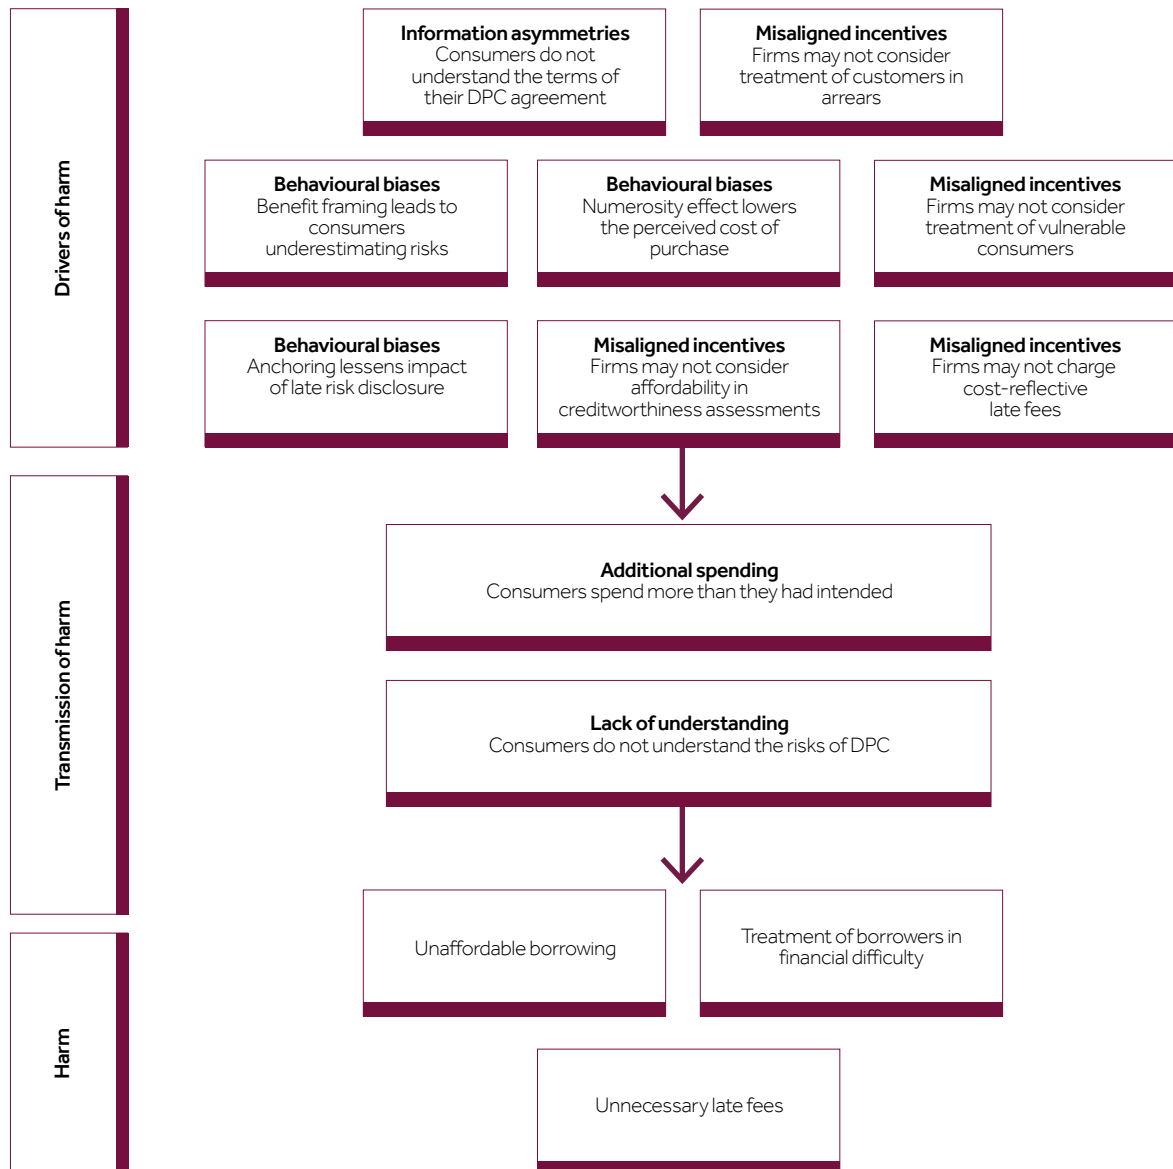 Drivers of harm
Information asymmetries
Consumers do not
understand the terms of
their DPC agreement
Misaligned incentives
Firms may not consider
treatment of customers in
arrears
Behavioural biases
Benefit framing leads to
consumers
underestimating risks
Behavioural biases
Numerosity effect lowers
the perceived cost of
purchase
Misaligned incentives
Firms may not consider
treatment of vulnerable
consumers
Behavioural biases
Anchoring lessens impact
of late risk disclosure
Misaligned incentives
Firms may not consider
affordability in
creditworthiness assessments
Misaligned incentives
Firms may not charge
cost-reflective
late fees
Transmission of harm
Additional spending
Consumers spend more than they had intended
Lack of understanding
Consumers do not understand the risks of DPC
Harm
Unaffordable borrowing
Treatment of borrowers in
financial difficulty
Unnecessary late fees